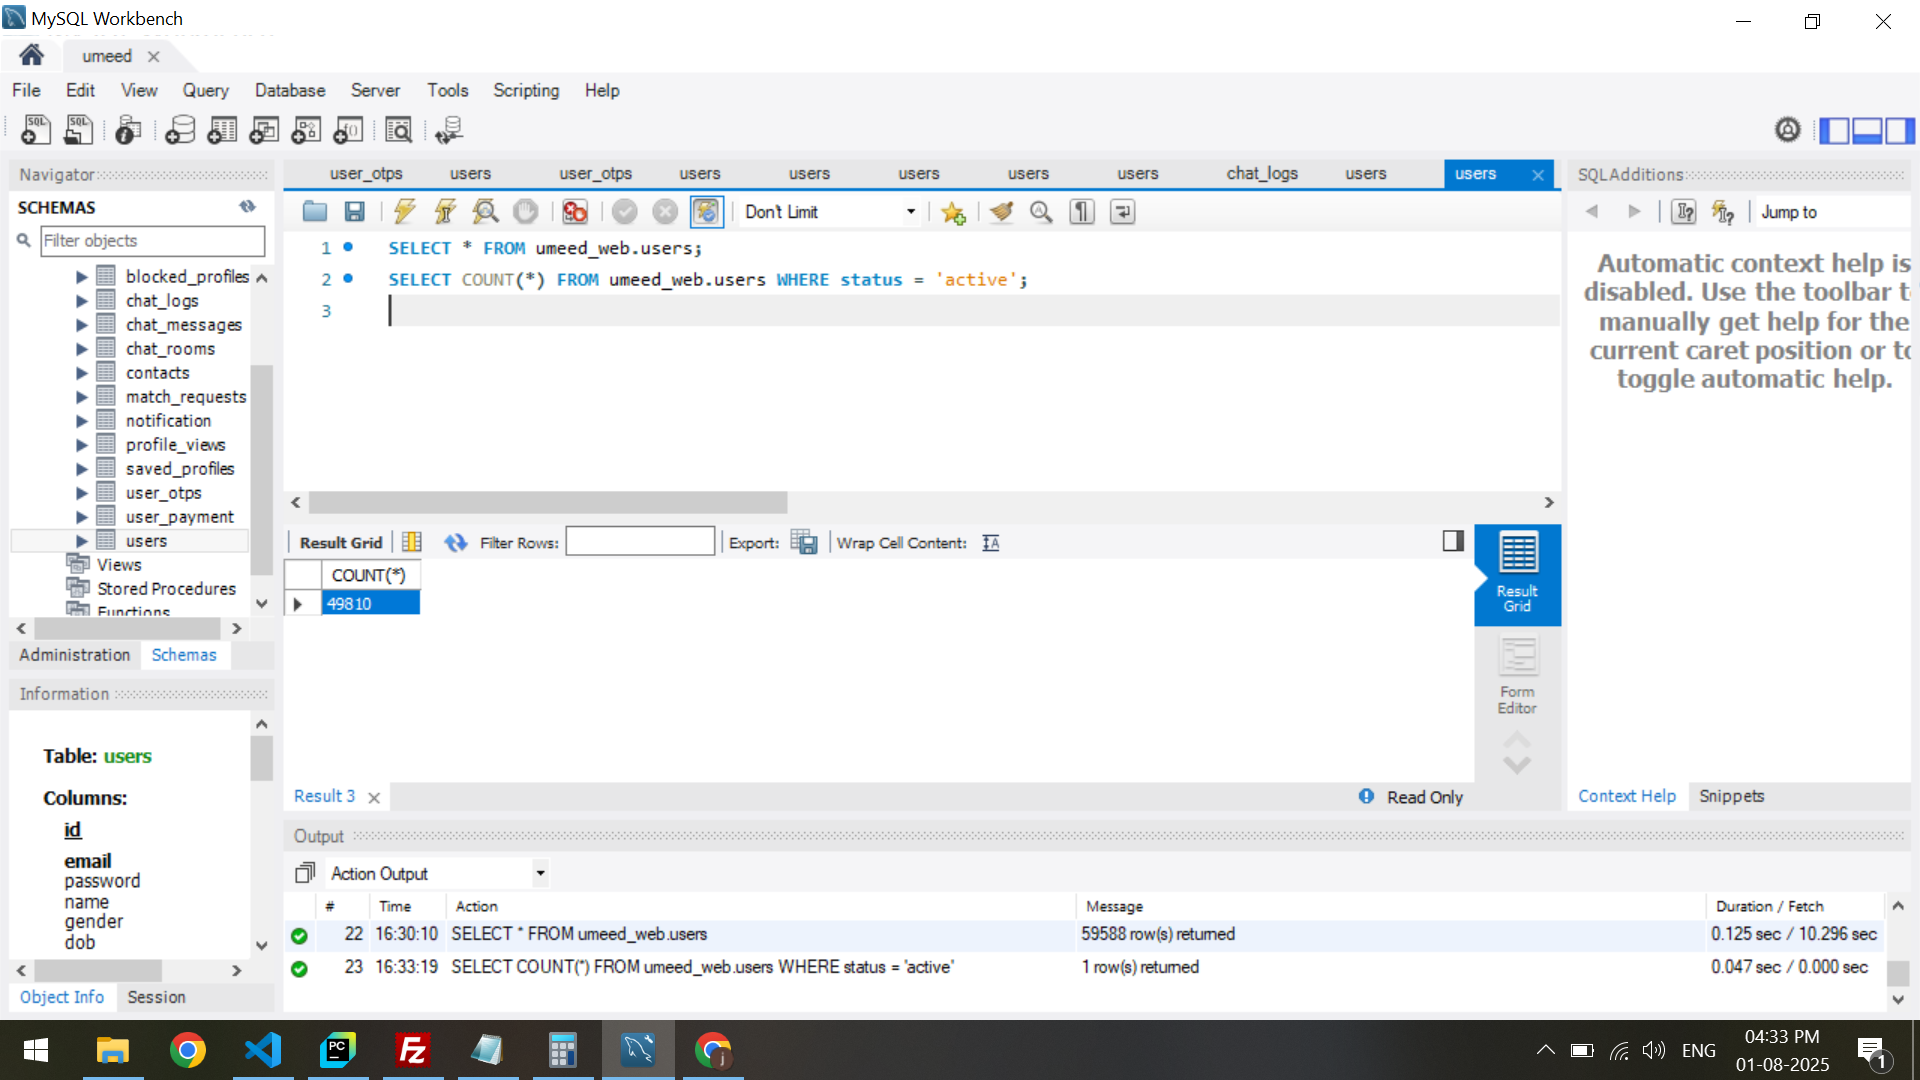 MySQL Workbench
umeed
File Edit View Query Database Server Tools Scripting Help
Navigator
SCHEMAS
Filter objects
blocked_profiles
chat_logs
chat_messages
chat_rooms
contacts
match_requests
notification
profile_views
saved_profiles
user_otps
user_payment
users
Views
Stored Procedures
Functions
Administration Schemas
Information
Table: users
Columns:
id
email
password
name
gender
dob
Object Info Session
user_otps users user_otps users users users users users chat_logs users users
Don't Limit
1 SELECT * FROM umeed_web.users;
2 SELECT COUNT(*) FROM umeed_web.users WHERE status = 'active';
3
Result Grid Filter Rows: Export: Wrap Cell Content:
COUNT(*)
49810
Result
Grid
Form
Editor
Result 3 Read Only
SQLAdditions
Jump to
Automatic context help is
disabled. Use the toolbar t
manually get help for the
current caret position or to
toggle automatic help.
Context Help Snippets
Output
Action Output
# Time Action Message Duration / Fetch
22 16:30:10 SELECT * FROM umeed_web.users 59588 row(s) returned 0.125 sec / 10.296 sec
23 16:33:19 SELECT COUNT(*) FROM umeed_web.users WHERE status = 'active' 1 row(s) returned 0.047 sec / 0.000 sec
ENG
04:33 PM
01-08-2025
1